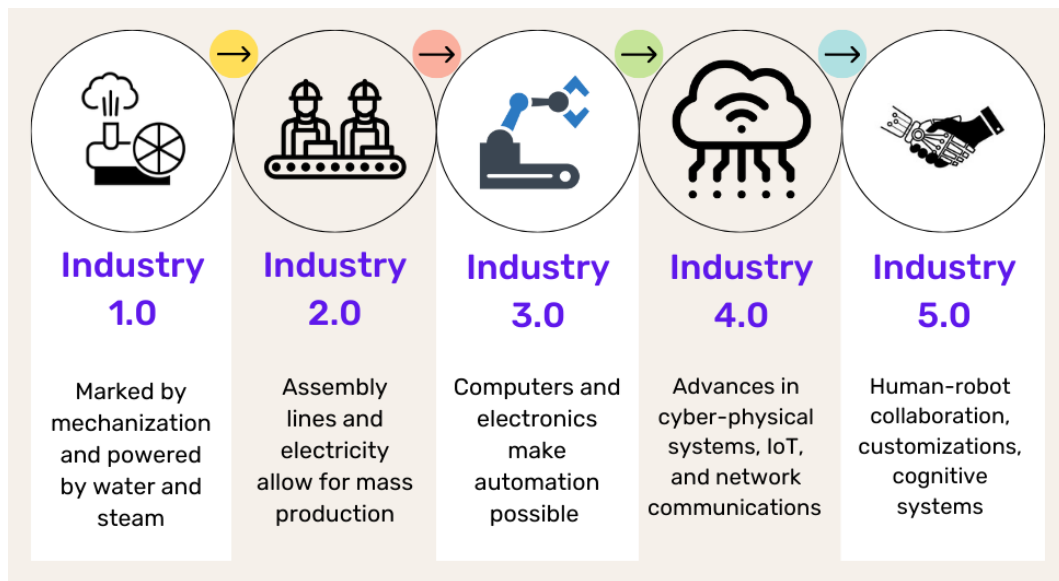 Industry
1.0
Marked by
mechanization
and powered
by water and
steam
Industry
2.0
Assembly
lines and
electricity
allow for mass
production
Industry
3.0
Computers and
electronics
make
automation
possible
Industry
4.0
Advances in
cyber-physical
systems, IoT,
and network
communications
Industry
5.0
Human-robot
collaboration,
customizations,
cognitive
systems